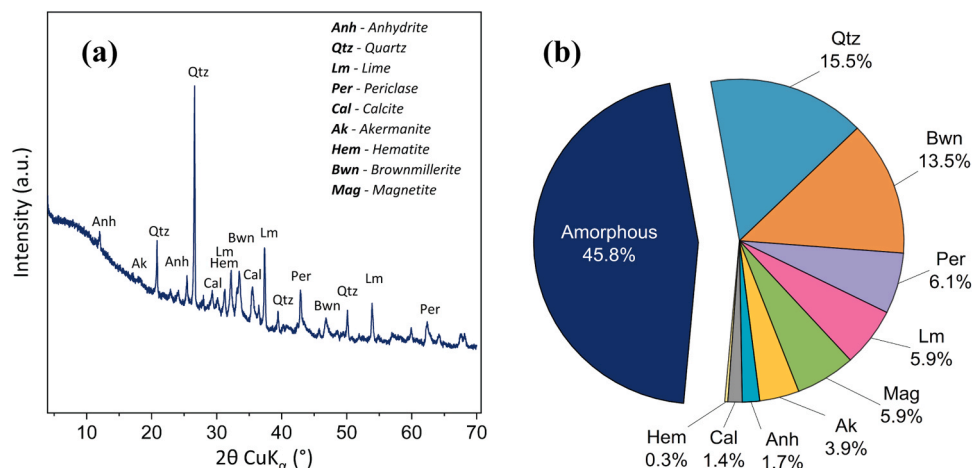 (a)
Anh - Anhydrite
Qtz - Quartz
Lm - Lime
Per - Periclase
Cal - Calcite
Ak - Akermanite
Hem - Hematite
Bwn - Brownmillerite
Mag - Magnetite
Intensity (a.u.)
Anh
Ak
Qtz
Anh
Qtz
Cal
Lm
Hem
Bwn
Cal
Lm
Qtz
Per
Bwn
Qtz
Lm
Per
10 20 30 40 50 60 70
2θ CuKα (°)
(b)
Qtz
15.5%
Bwn
13.5%
Per
6.1%
Lm
5.9%
Mag
5.9%
Ak
3.9%
Anh
1.7%
Cal
1.4%
Hem
0.3%
Amorphous
45.8%